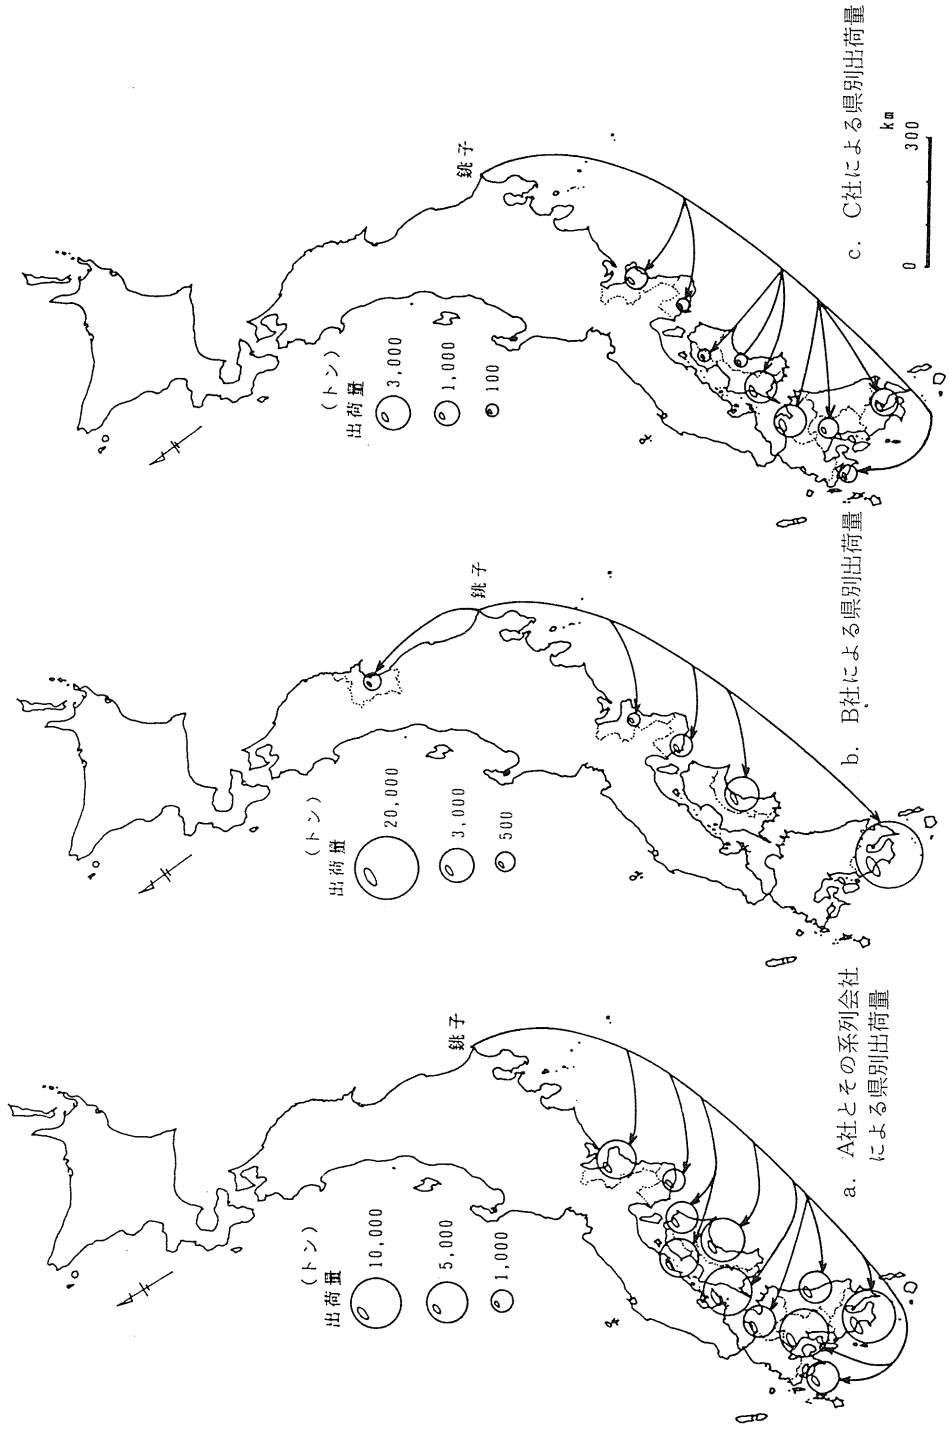 銚子
(トン)
出荷量
10,000
5,000
1,000
a. A社とその系列会社
による県別出荷量
銚子
(トン)
出荷量
20,000
3,000
500
b. B社による県別出荷量
銚子
(トン)
出荷量
3,000
1,000
100
c. C社による県別出荷量
km
0 300